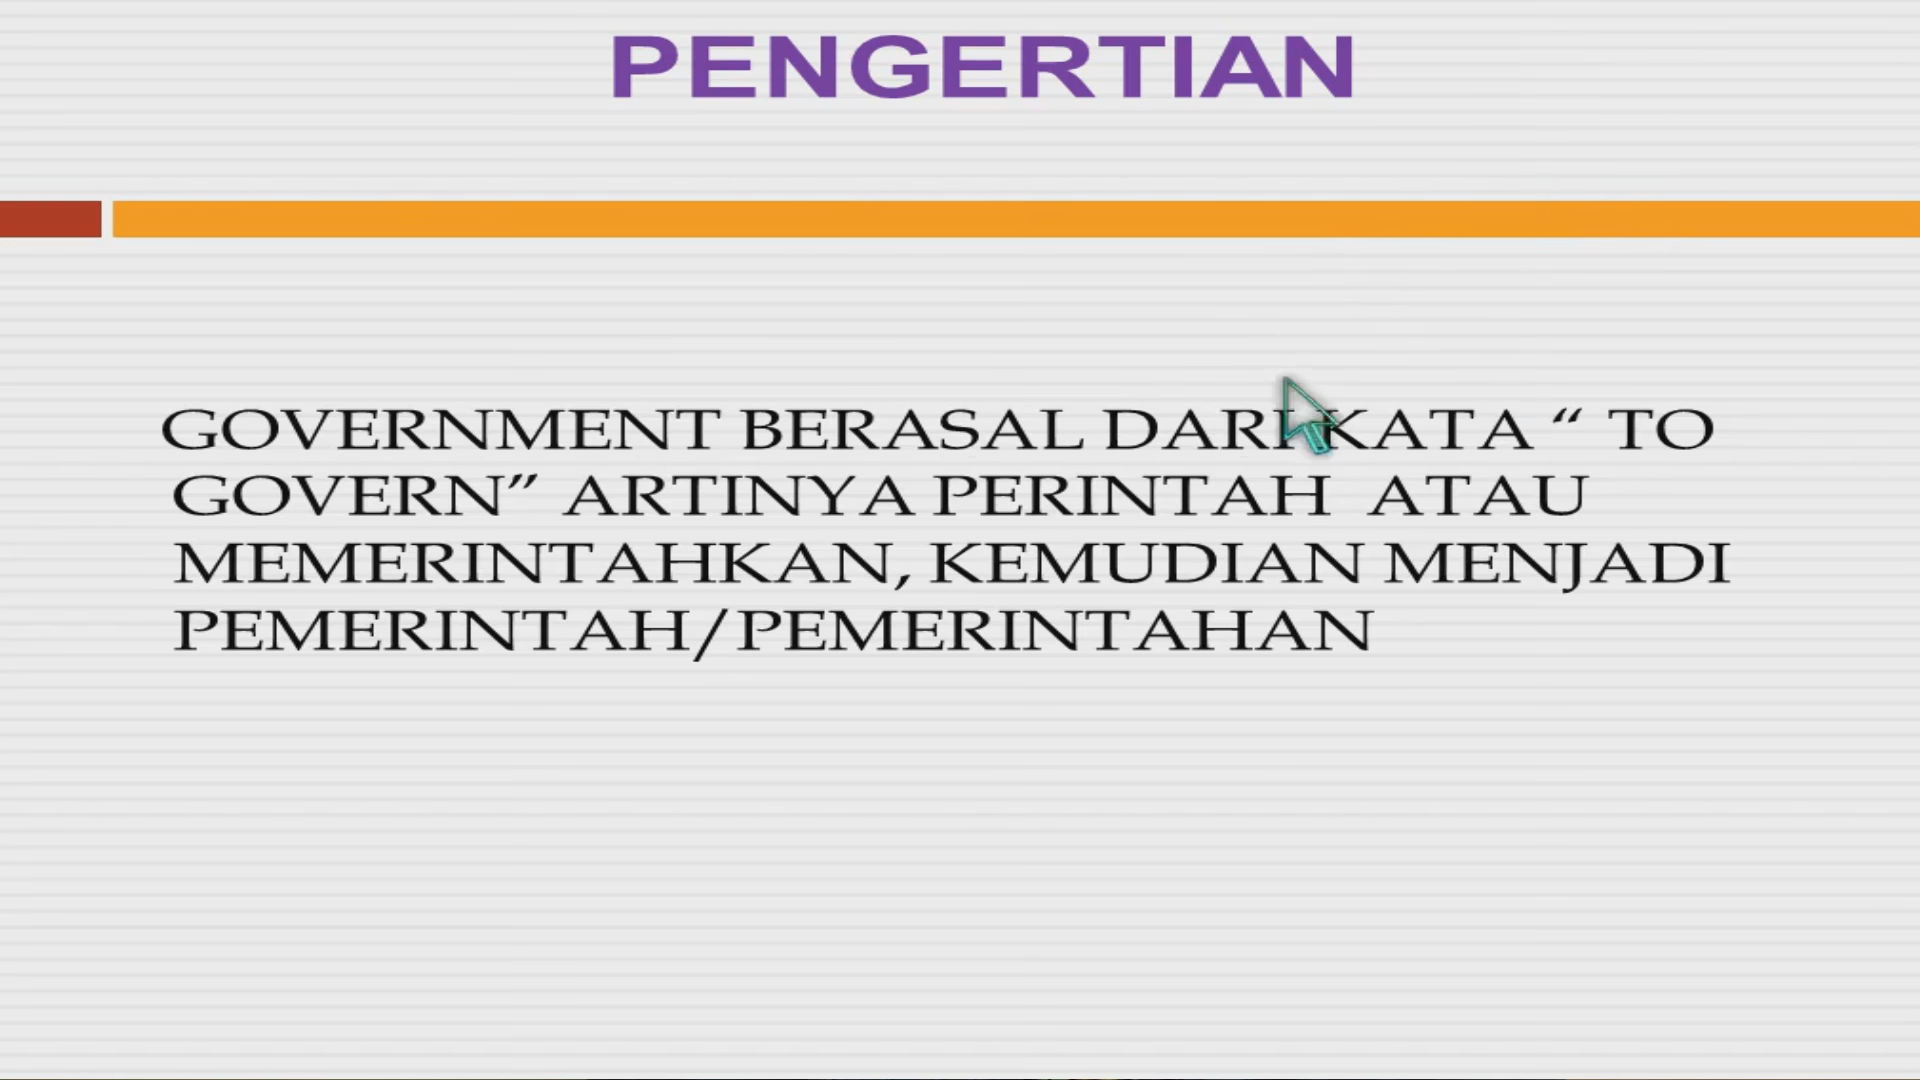 PENGERTIAN
GOVERNMENT BERASAL DARI KATA “ TO
GOVERN” ARTINYA PERINTAH ATAU
MEMERINTAHKAN, KEMUDIAN MENJADI
PEMERINTAH/PEMERINTAHAN